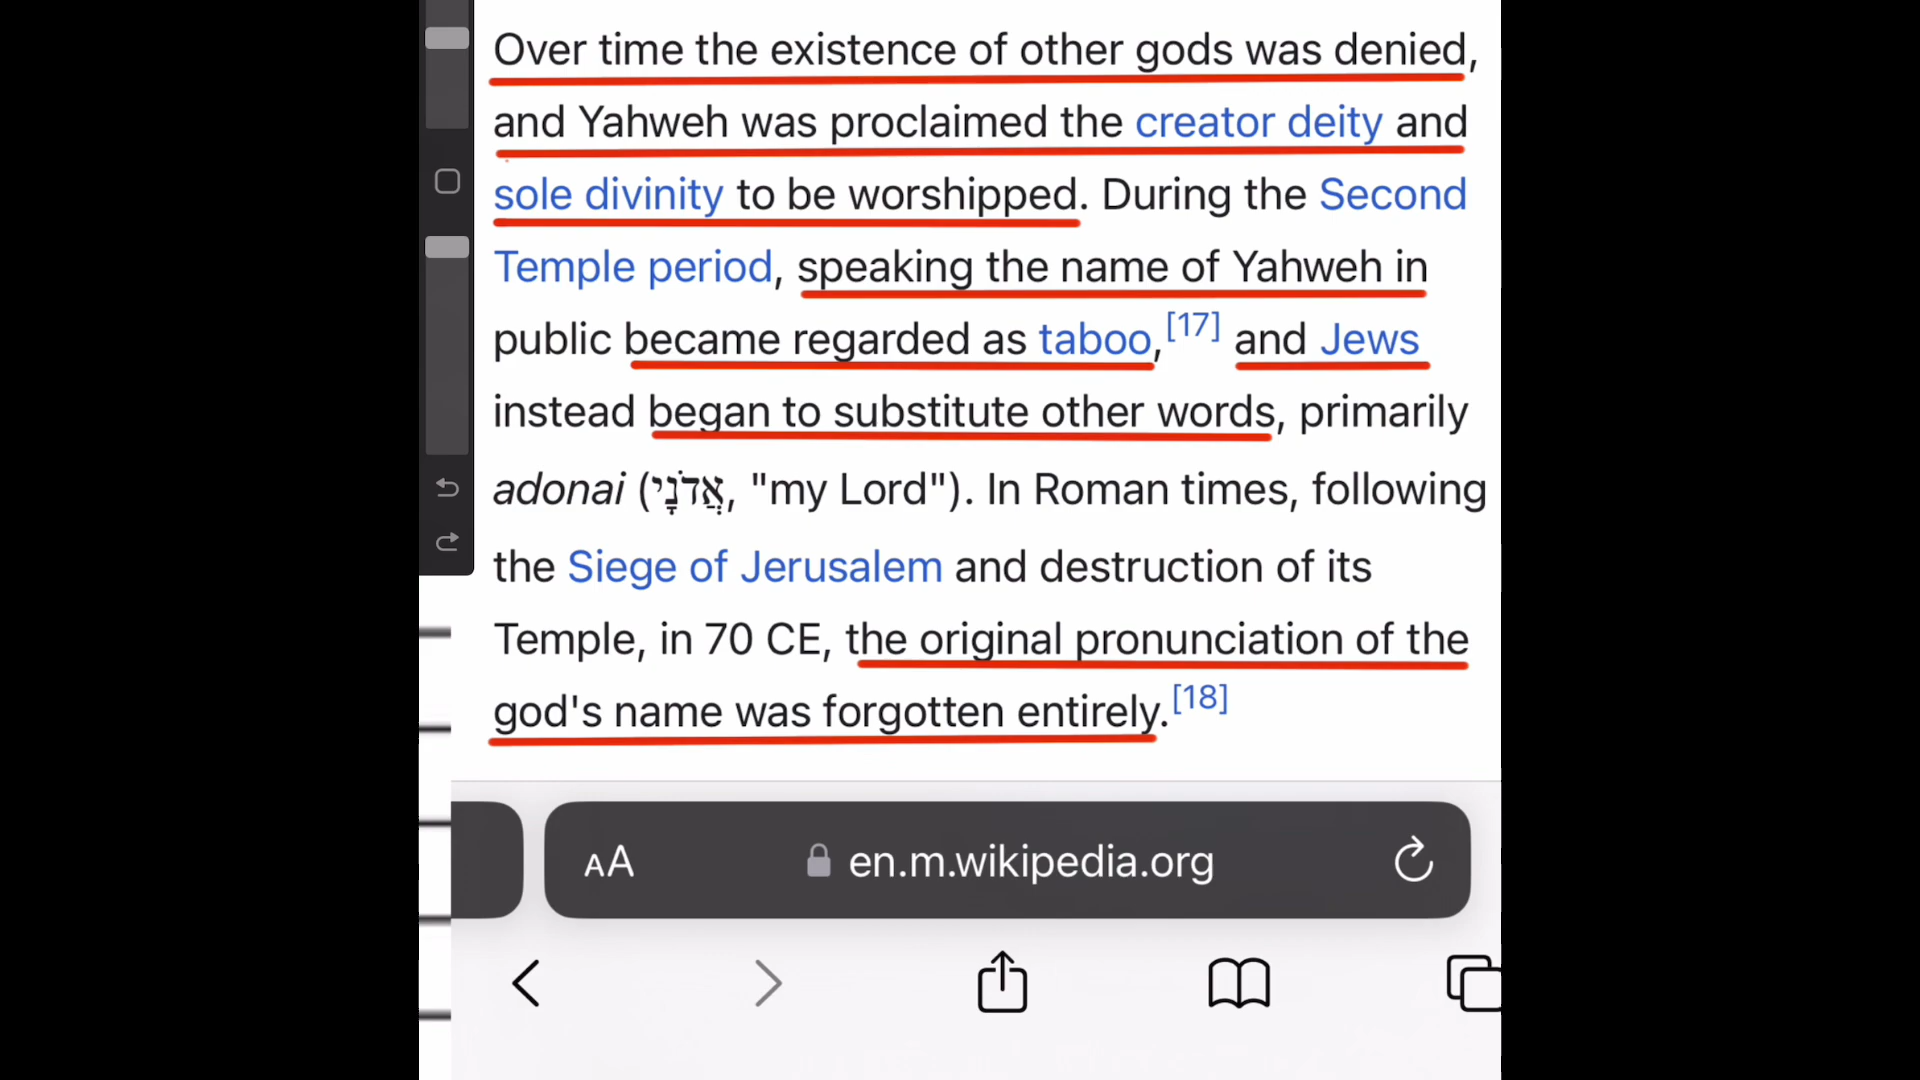 Over time the existence of other gods was denied,
and Yahweh was proclaimed the creator deity and
sole divinity to be worshipped. During the Second
Temple period, speaking the name of Yahweh in
public became regarded as taboo,[17] and Jews
instead began to substitute other words, primarily
adonai (אֲדֹנָי, "my Lord"). In Roman times, following
the Siege of Jerusalem and destruction of its
Temple, in 70 CE, the original pronunciation of the
god's name was forgotten entirely.[18]
AA en.m.wikipedia.org